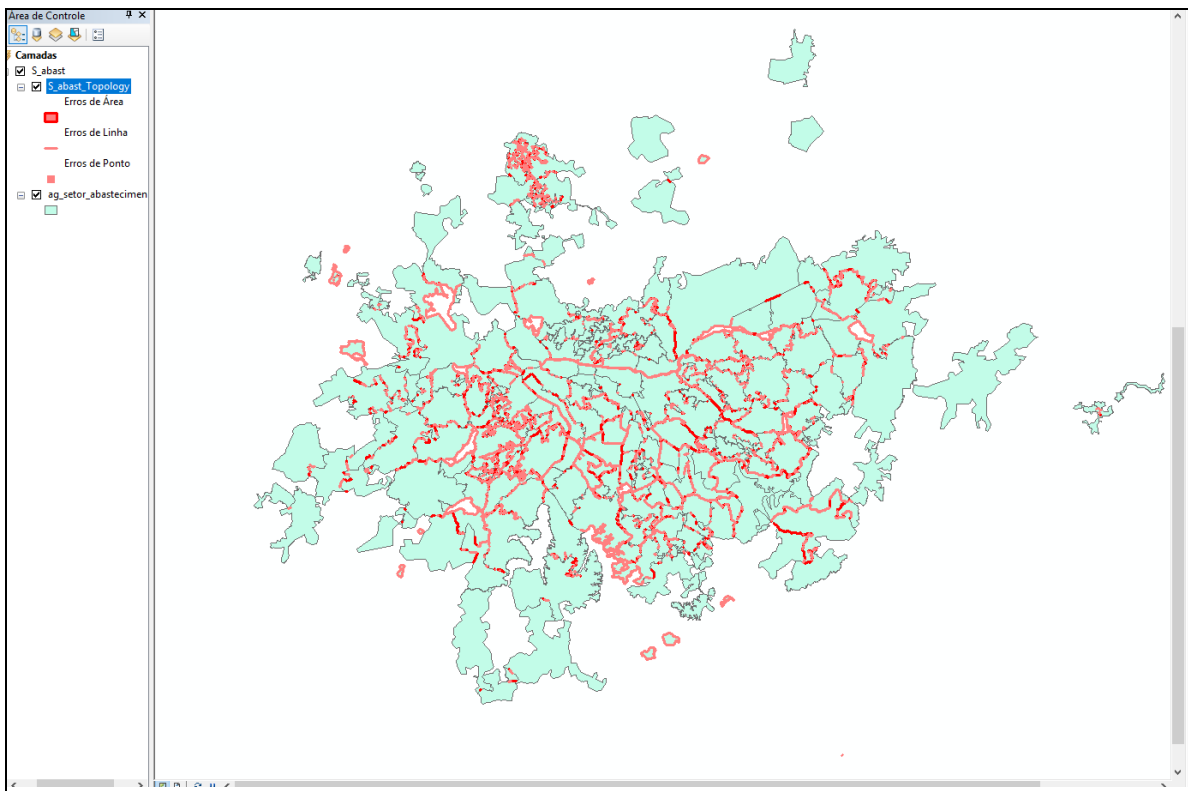 Área de Controle
Camadas
S_abast
S_abast_Topology
Erros de Área
Erros de Linha
Erros de Ponto
ag_setor_abastecimen